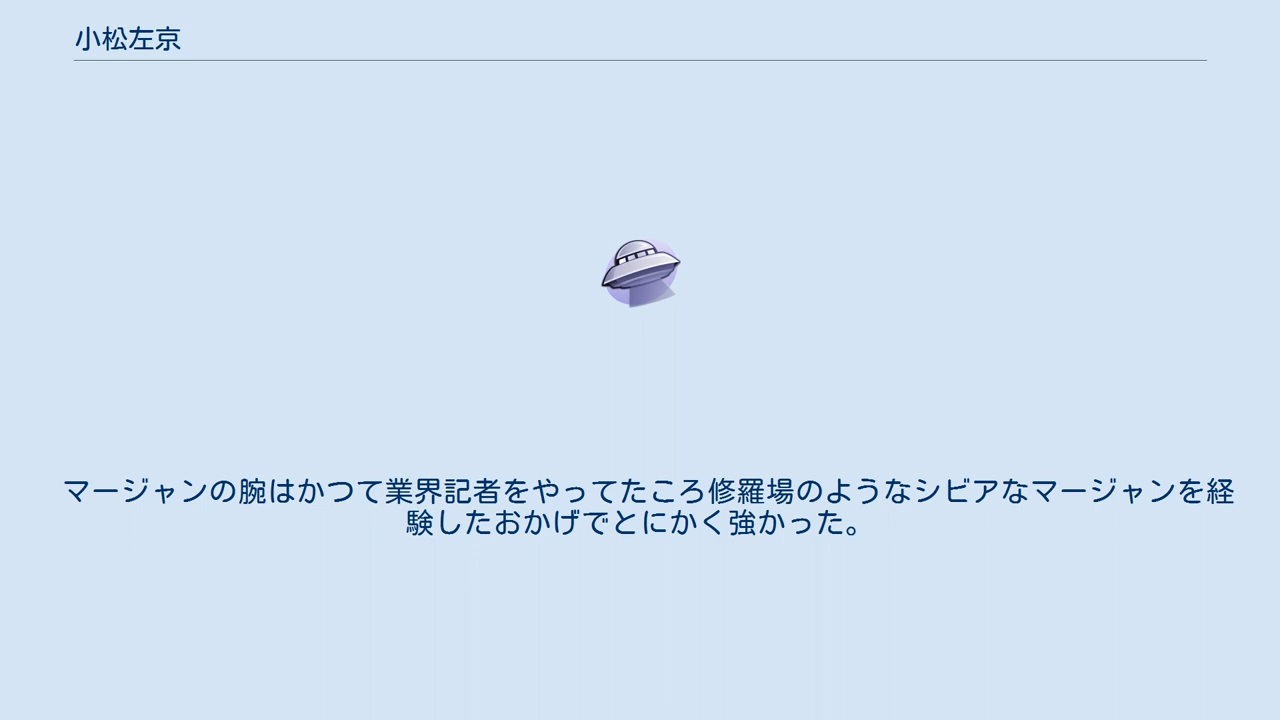 小松左京
マージャンの腕はかつて業界記者をやってたころ修羅場のようなシビアなマージャンを経
験したおかげでとにかく強かった。